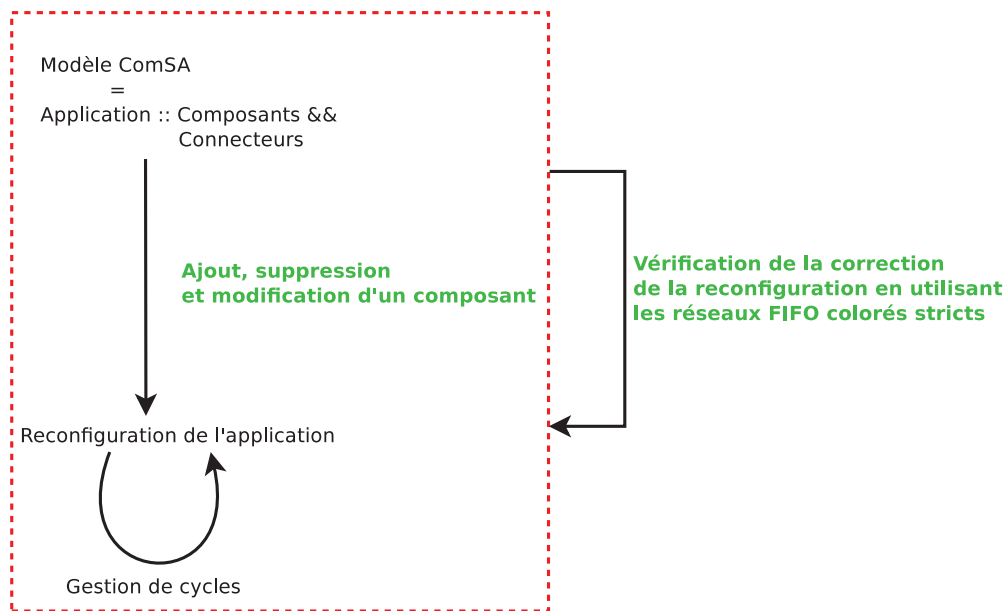 Modèle ComSA
=
Application :: Composants &&
Connecteurs
Ajout, suppression
et modification d'un composant
Vérification de la correction
de la reconfiguration en utilisant
les réseaux FIFO colorés stricts
Reconfiguration de l'application
Gestion de cycles